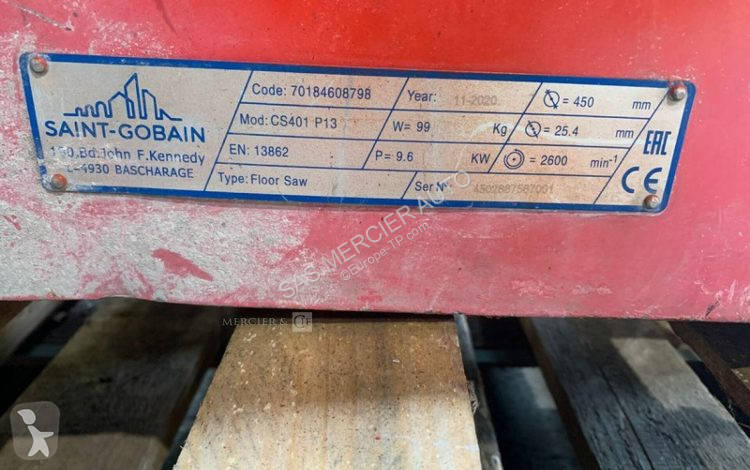 SAINT-GOBAIN
190,Bd.John F.Kennedy
L-4930 BASCHARAGE
Code: 70184608798
Year: 11-2020
= 450 mm
Mod: CS401 P13
W= 99 Kg
= 25.4 mm
EN: 13862
P= 9.6 KW
= 2600 min⁻¹
Type: Floor Saw
Ser N°
EAC
CE
SAS MERCIER AUTO
©Europe-TP.com
MERCIER & CIE